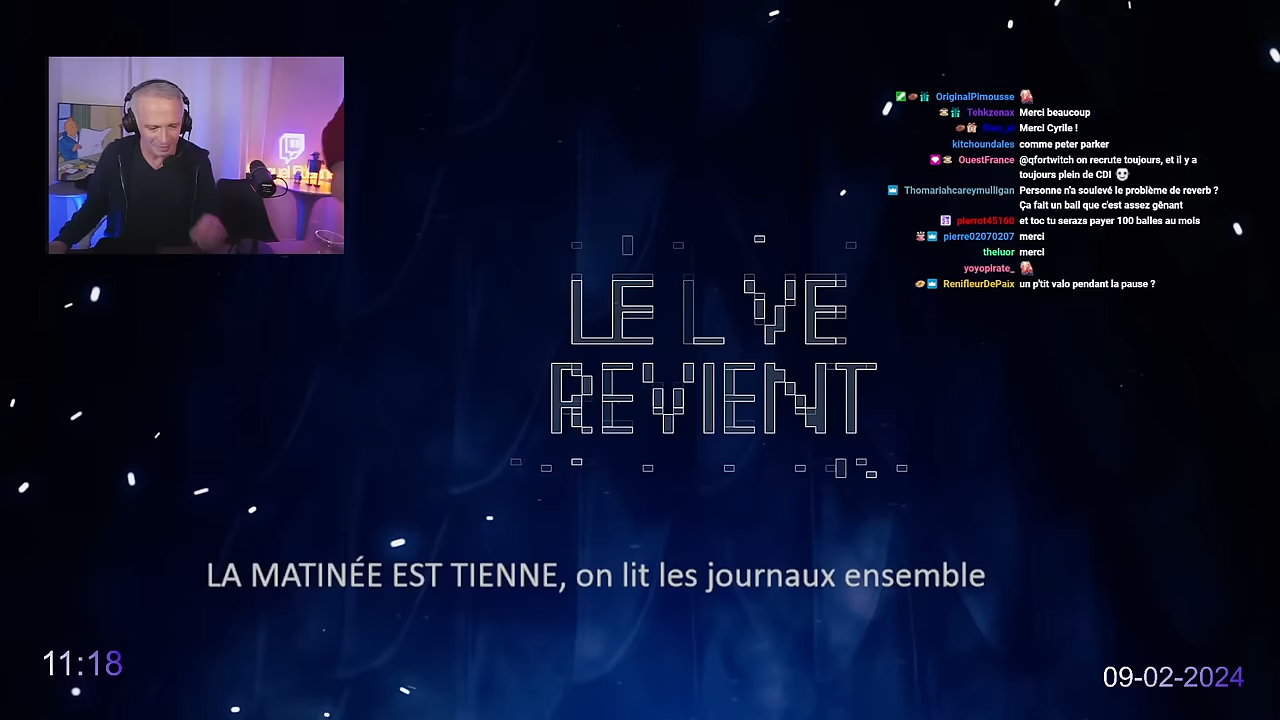 OriginalPimousse
Tehkzenax Merci beaucoup
Merci Cyrile !
kitchoundales comme peter parker
OuestFrance @qfortwitch on recrute toujours, et il y a
toujours plein de CDI
Thomariahcareymulligan Personne n'a soulevé le problème de reverb ?
Ça fait un bail que c'est assez gênant
pierrot45160 et toc tu serazs payer 100 balles au mois
pierre02070207 merci
theluor merci
yoyopirate_
RenifleurDePaix un p'tit valo pendant la pause ?
LE L VE
REVIENT
LA MATINÉE EST TIENNE, on lit les journaux ensemble
11:18
09-02-2024